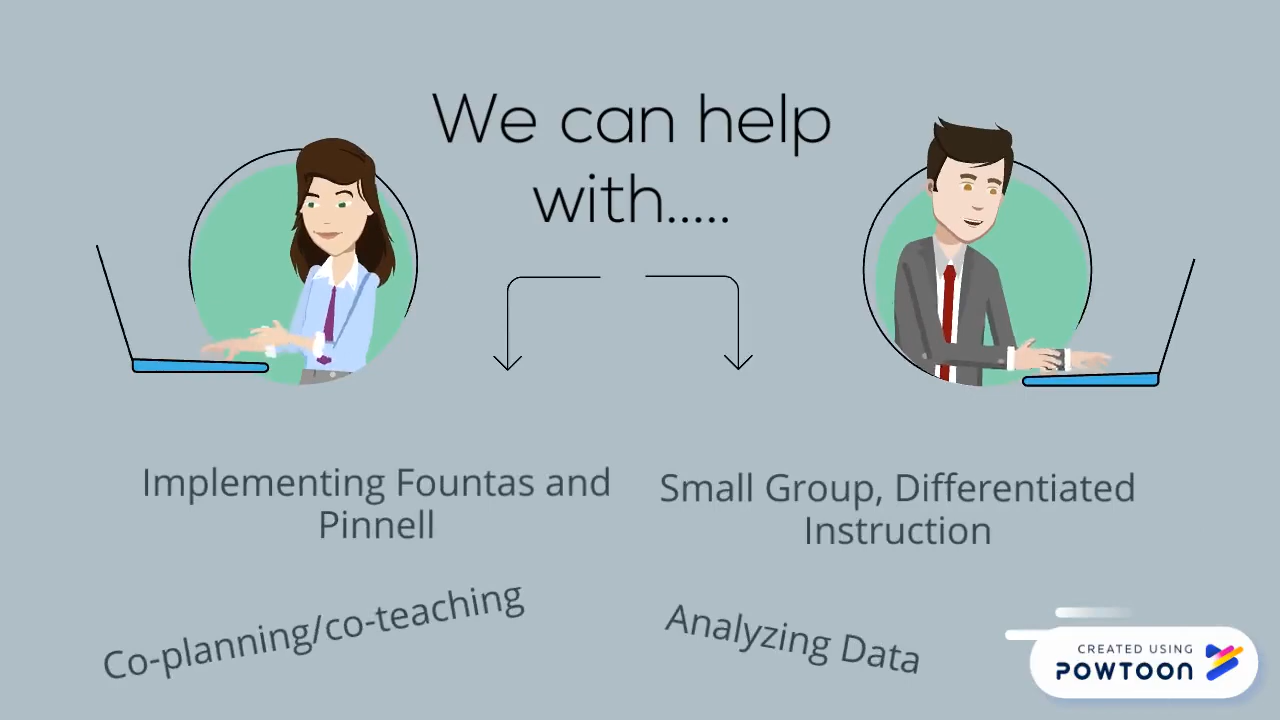 We can help
with.....
Implementing Fountas and
Pinnell
Small Group, Differentiated
Instruction
Co-planning/co-teaching
Analyzing Data
CREATED USING
POWTOON